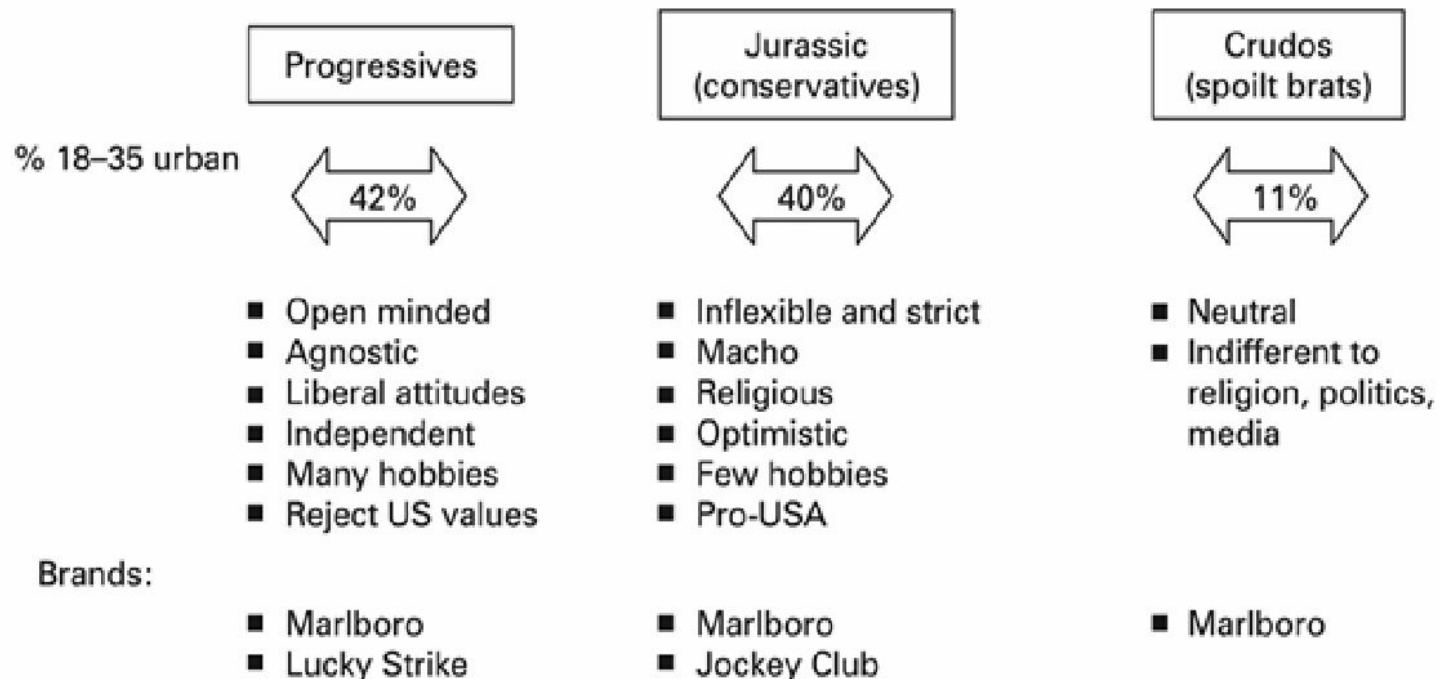 Progressives
Jurassic
(conservatives)
Crudos
(spoilt brats)
% 18–35 urban
42%
40%
11%
■ Open minded
■ Agnostic
■ Liberal attitudes
■ Independent
■ Many hobbies
■ Reject US values
■ Inflexible and strict
■ Macho
■ Religious
■ Optimistic
■ Few hobbies
■ Pro-USA
■ Neutral
■ Indifferent to
religion, politics,
media
Brands:
■ Marlboro
■ Lucky Strike
■ Marlboro
■ Jockey Club
■ Marlboro